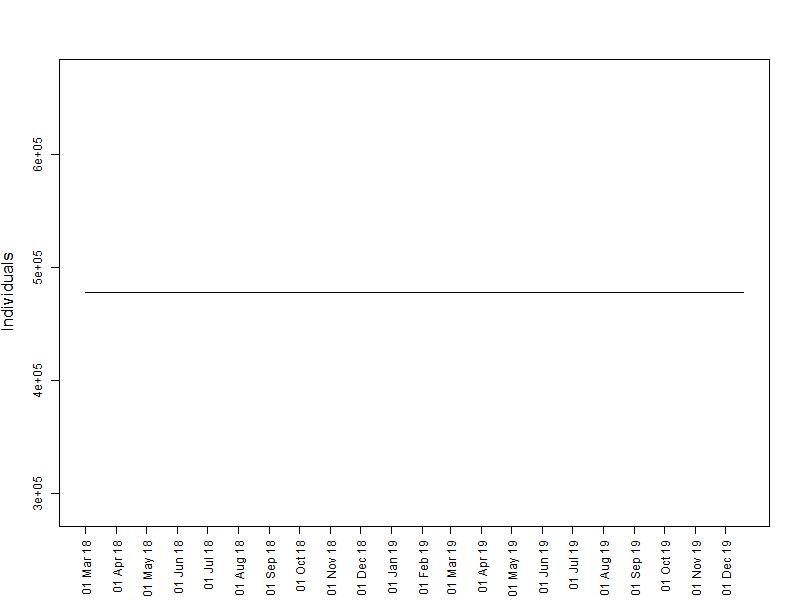 Individuals
6e+05
5e+05
4e+05
3e+05
01 Mar 18
01 Apr 18
01 May 18
01 Jun 18
01 Jul 18
01 Aug 18
01 Sep 18
01 Oct 18
01 Nov 18
01 Dec 18
01 Jan 19
01 Feb 19
01 Mar 19
01 Apr 19
01 May 19
01 Jun 19
01 Jul 19
01 Aug 19
01 Sep 19
01 Oct 19
01 Nov 19
01 Dec 19